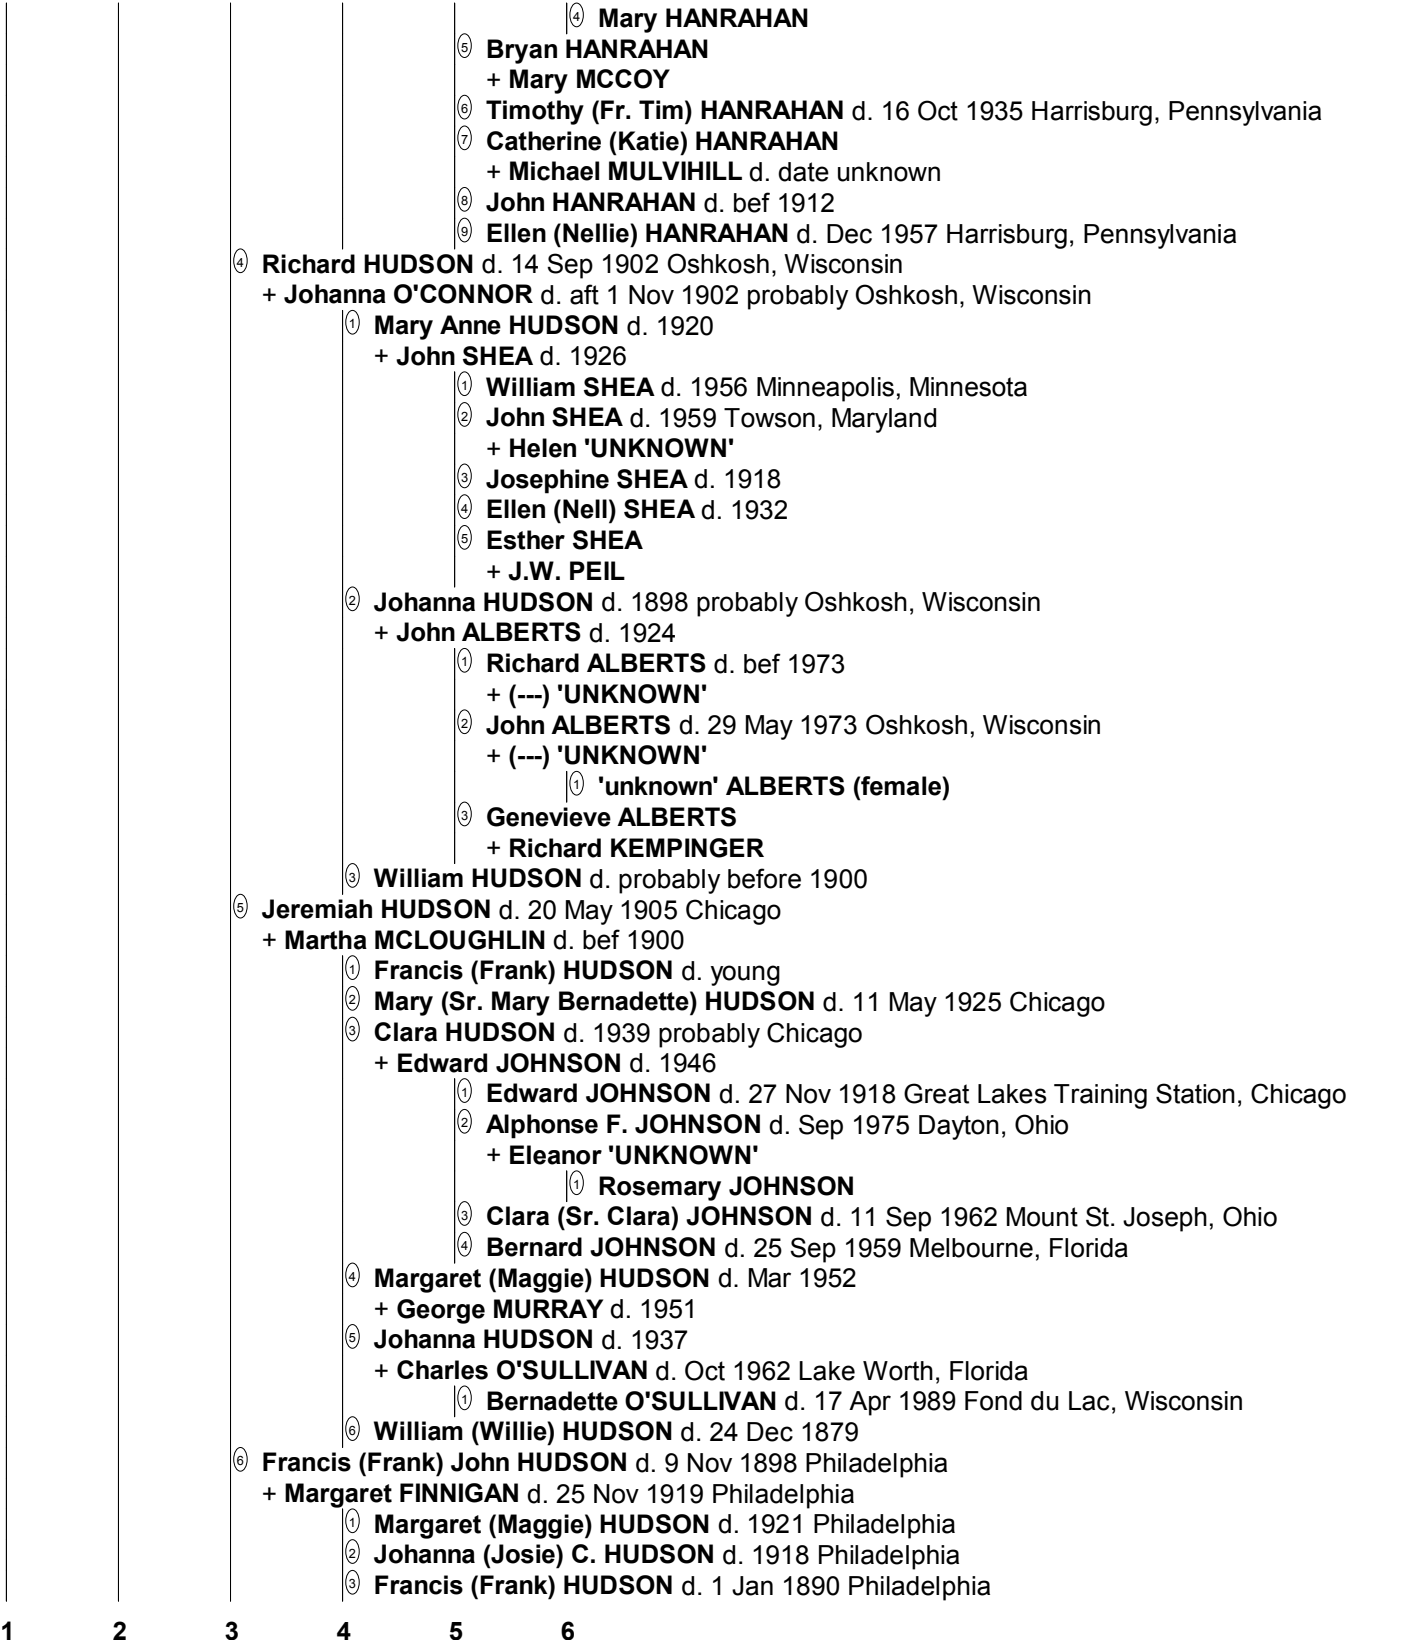 ④ Mary HANRAHAN
⑤ Bryan HANRAHAN
+ Mary MCCOY
⑥ Timothy (Fr. Tim) HANRAHAN d. 16 Oct 1935 Harrisburg, Pennsylvania
⑦ Catherine (Katie) HANRAHAN
+ Michael MULVIHILL d. date unknown
⑧ John HANRAHAN d. bef 1912
⑨ Ellen (Nellie) HANRAHAN d. Dec 1957 Harrisburg, Pennsylvania
④ Richard HUDSON d. 14 Sep 1902 Oshkosh, Wisconsin
+ Johanna O'CONNOR d. aft 1 Nov 1902 probably Oshkosh, Wisconsin
① Mary Anne HUDSON d. 1920
+ John SHEA d. 1926
① William SHEA d. 1956 Minneapolis, Minnesota
② John SHEA d. 1959 Towson, Maryland
+ Helen 'UNKNOWN'
③ Josephine SHEA d. 1918
④ Ellen (Nell) SHEA d. 1932
⑤ Esther SHEA
+ J.W. PEIL
② Johanna HUDSON d. 1898 probably Oshkosh, Wisconsin
+ John ALBERTS d. 1924
① Richard ALBERTS d. bef 1973
+ (---) 'UNKNOWN'
② John ALBERTS d. 29 May 1973 Oshkosh, Wisconsin
+ (---) 'UNKNOWN'
① 'unknown' ALBERTS (female)
③ Genevieve ALBERTS
+ Richard KEMPINGER
③ William HUDSON d. probably before 1900
⑤ Jeremiah HUDSON d. 20 May 1905 Chicago
+ Martha MCLOUGHLIN d. bef 1900
① Francis (Frank) HUDSON d. young
② Mary (Sr. Mary Bernadette) HUDSON d. 11 May 1925 Chicago
③ Clara HUDSON d. 1939 probably Chicago
+ Edward JOHNSON d. 1946
① Edward JOHNSON d. 27 Nov 1918 Great Lakes Training Station, Chicago
② Alphonse F. JOHNSON d. Sep 1975 Dayton, Ohio
+ Eleanor 'UNKNOWN'
① Rosemary JOHNSON
③ Clara (Sr. Clara) JOHNSON d. 11 Sep 1962 Mount St. Joseph, Ohio
④ Bernard JOHNSON d. 25 Sep 1959 Melbourne, Florida
④ Margaret (Maggie) HUDSON d. Mar 1952
+ George MURRAY d. 1951
⑤ Johanna HUDSON d. 1937
+ Charles O'SULLIVAN d. Oct 1962 Lake Worth, Florida
① Bernadette O'SULLIVAN d. 17 Apr 1989 Fond du Lac, Wisconsin
⑥ William (Willie) HUDSON d. 24 Dec 1879
⑥ Francis (Frank) John HUDSON d. 9 Nov 1898 Philadelphia
+ Margaret FINNIGAN d. 25 Nov 1919 Philadelphia
① Margaret (Maggie) HUDSON d. 1921 Philadelphia
② Johanna (Josie) C. HUDSON d. 1918 Philadelphia
③ Francis (Frank) HUDSON d. 1 Jan 1890 Philadelphia
1 2 3 4 5 6